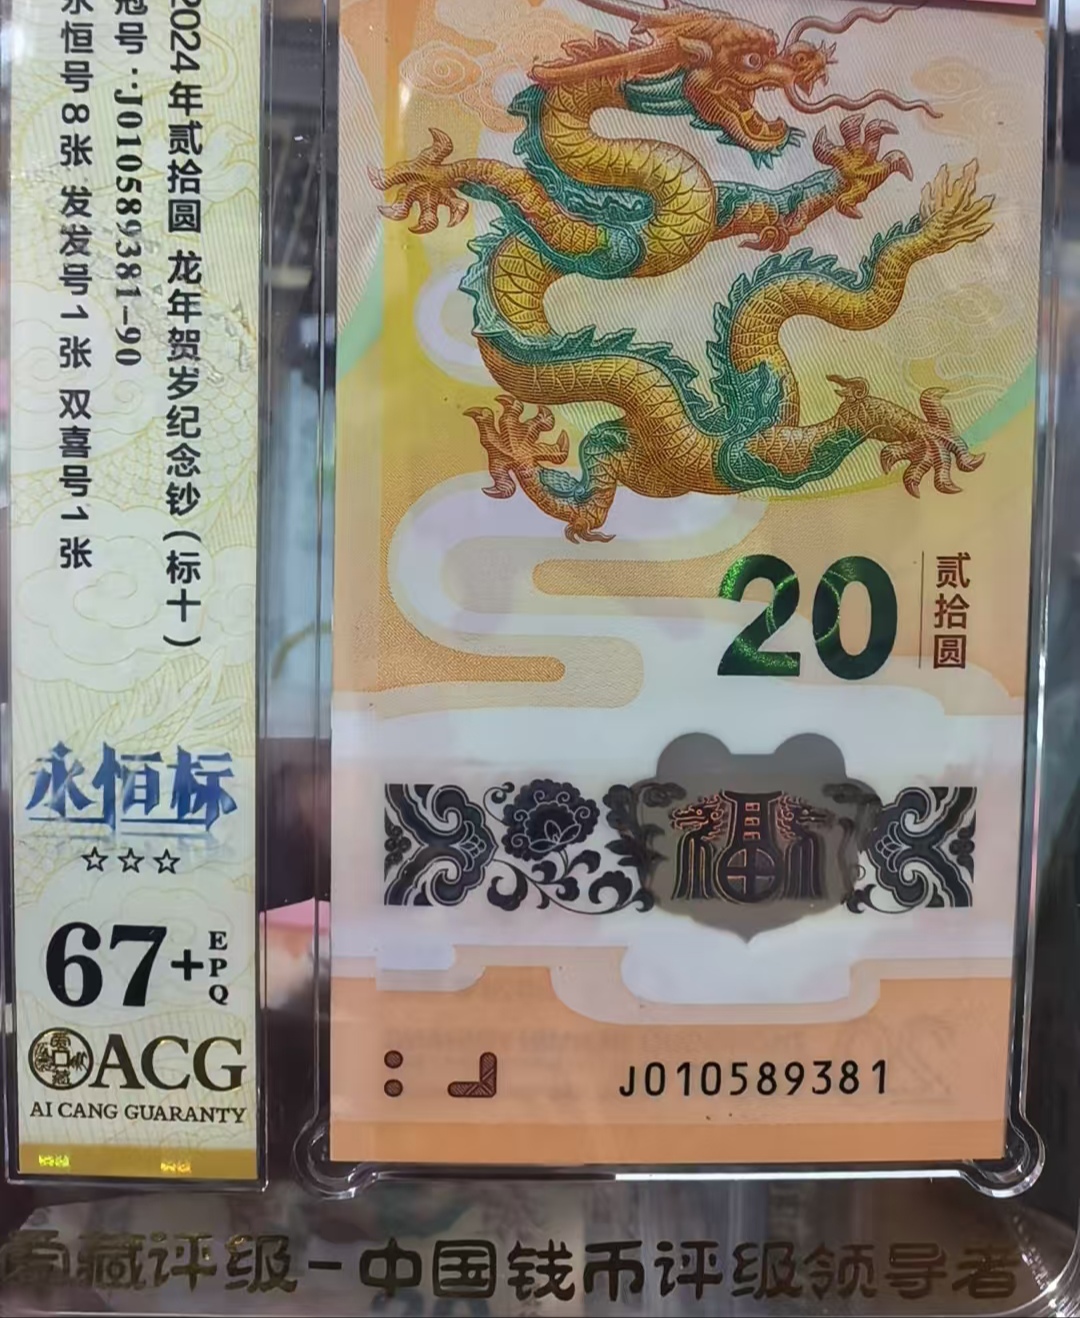 2024年贰拾圆 龙年贺岁纪念钞(标十)
冠号:J010589381-90
永恒号8张 发发号1张 双喜号1张
永恒标
☆☆☆
67+
EPQ
ACG
AI CANG GUARANTY
20
贰拾圆
福
J010589381
爱藏评级-中国钱币评级领导者